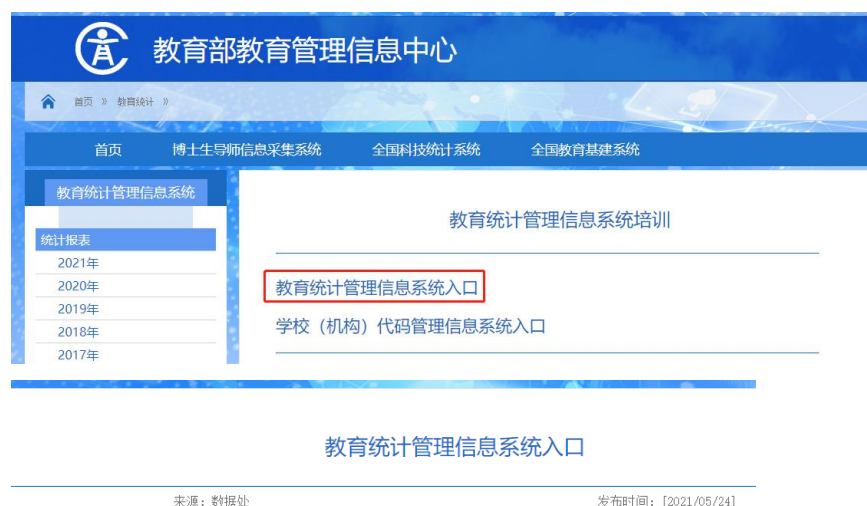 教育部教育管理信息中心
首页 》 教育统计 》
首页 博士生导师信息采集系统 全国科技统计系统 全国教育基建系统
教育统计管理信息系统
教育统计管理信息系统培训
统计报表
2021年
2020年
教育统计管理信息系统入口
2019年
2018年
学校（机构）代码管理信息系统入口
2017年
教育统计管理信息系统入口
来源：数据处 发布时间：[2021/05/24]